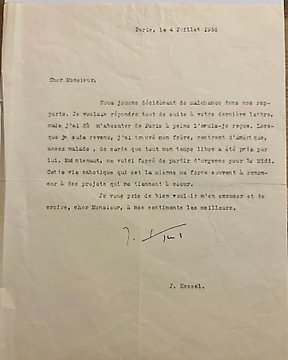 Paris, le 4 Juillet 1936
Cher Monsieur,
Nous jouons décidément de malchance dans nos rap-
ports. Je voulais répondre tout de suite à votre dernière lettre,
mais j'ai dû m'absenter de Paris à peine l'avais-je reçue. Lors-
que je suis revenu, j'ai trouvé mon frère, rentrant d'Amérique,
assez malade, de sorte que tout mon temps libre a été pris par
lui. Maintenant, me voici forcé de partir d'urgence pour le Midi.
Cette vie cahotique qui est la mienne me force souvent à renon-
cer à des projets qui me tiennent à coeur.
Je vous prie de bien vouloir m'en excuser et de
croire, cher Monsieur, à mes sentiments les meilleurs.
J. Kessel.